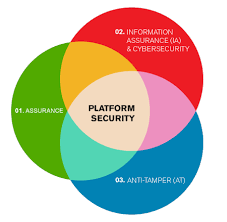 02. INFORMATION
ASSURANCE (IA)
& CYBERSECURITY
01. ASSURANCE
PLATFORM
SECURITY
03. ANTI-TAMPER (AT)